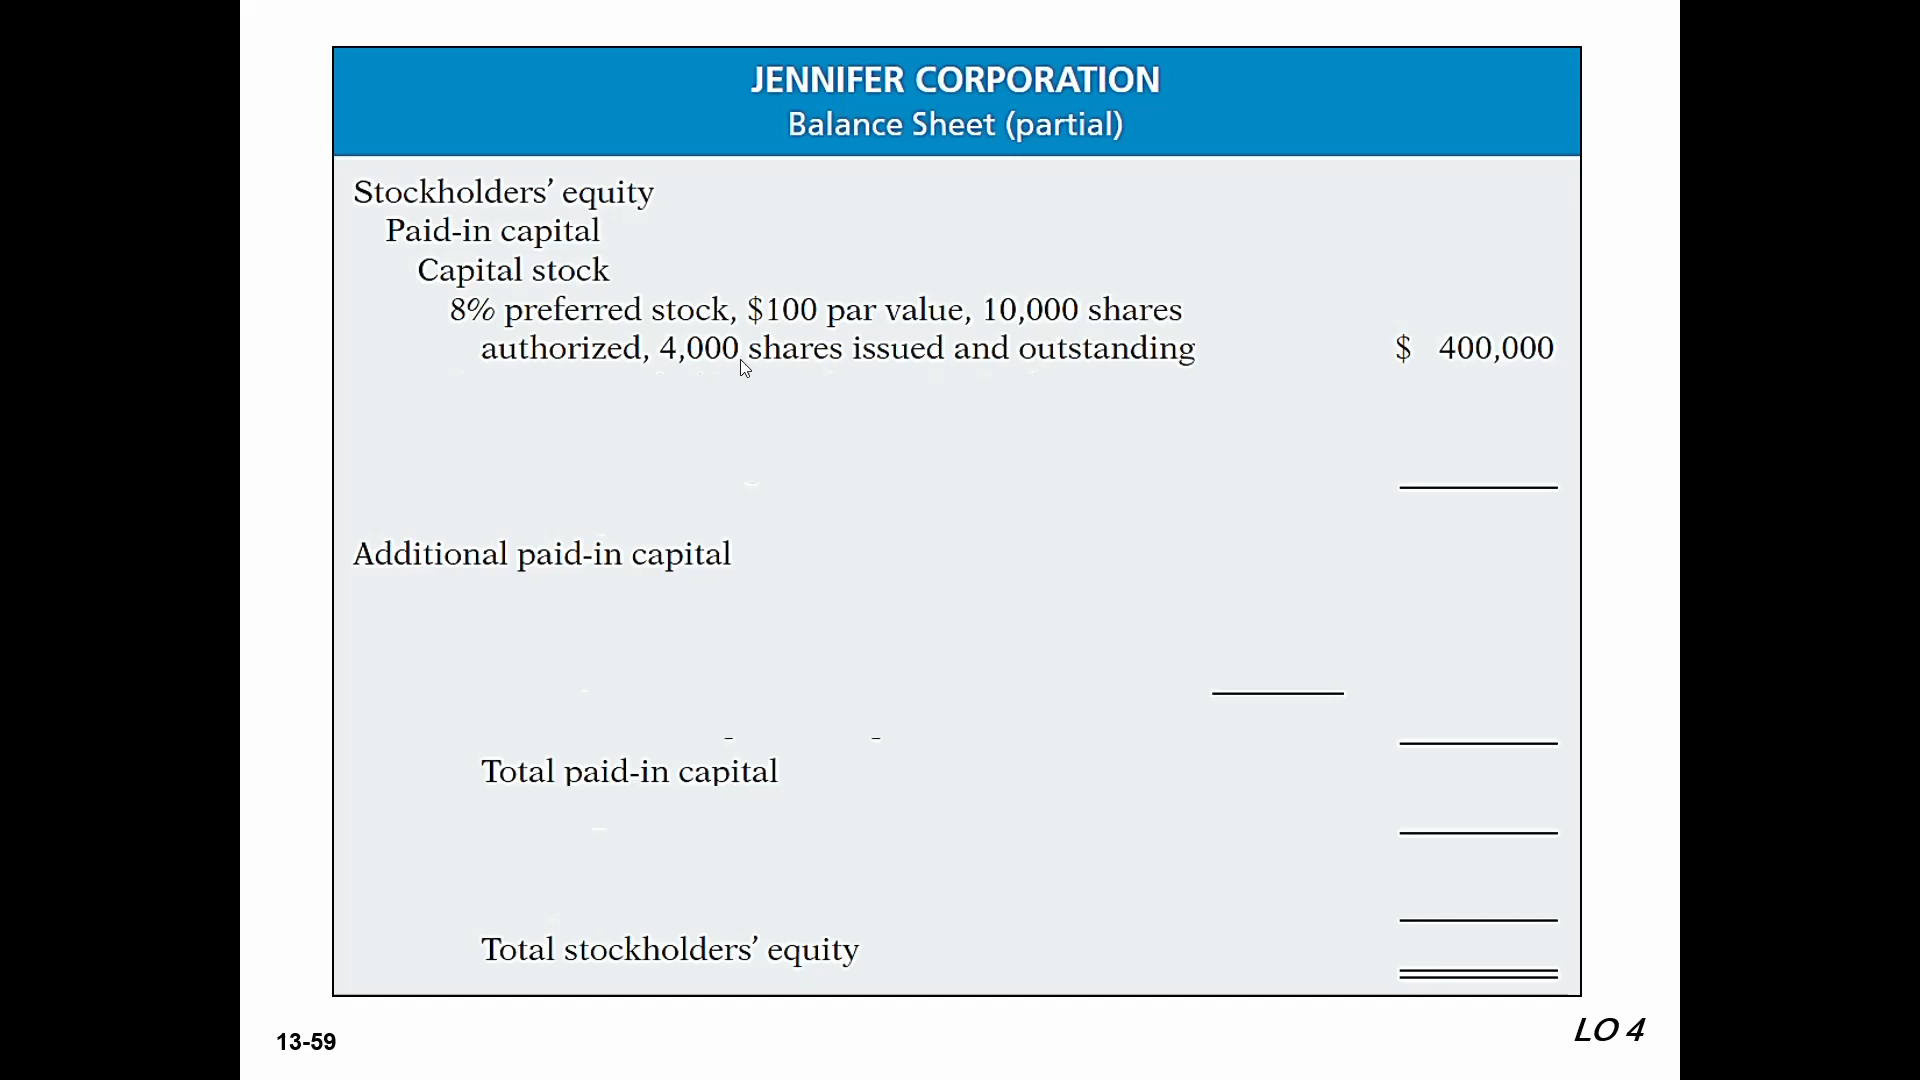 JENNIFER CORPORATION
Balance Sheet (partial)
Stockholders’ equity
Paid-in capital
Capital stock
8% preferred stock, $100 par value, 10,000 shares
authorized, 4,000 shares issued and outstanding $ 400,000
Additional paid-in capital
Total paid-in capital
Total stockholders’ equity
13-59
LO 4